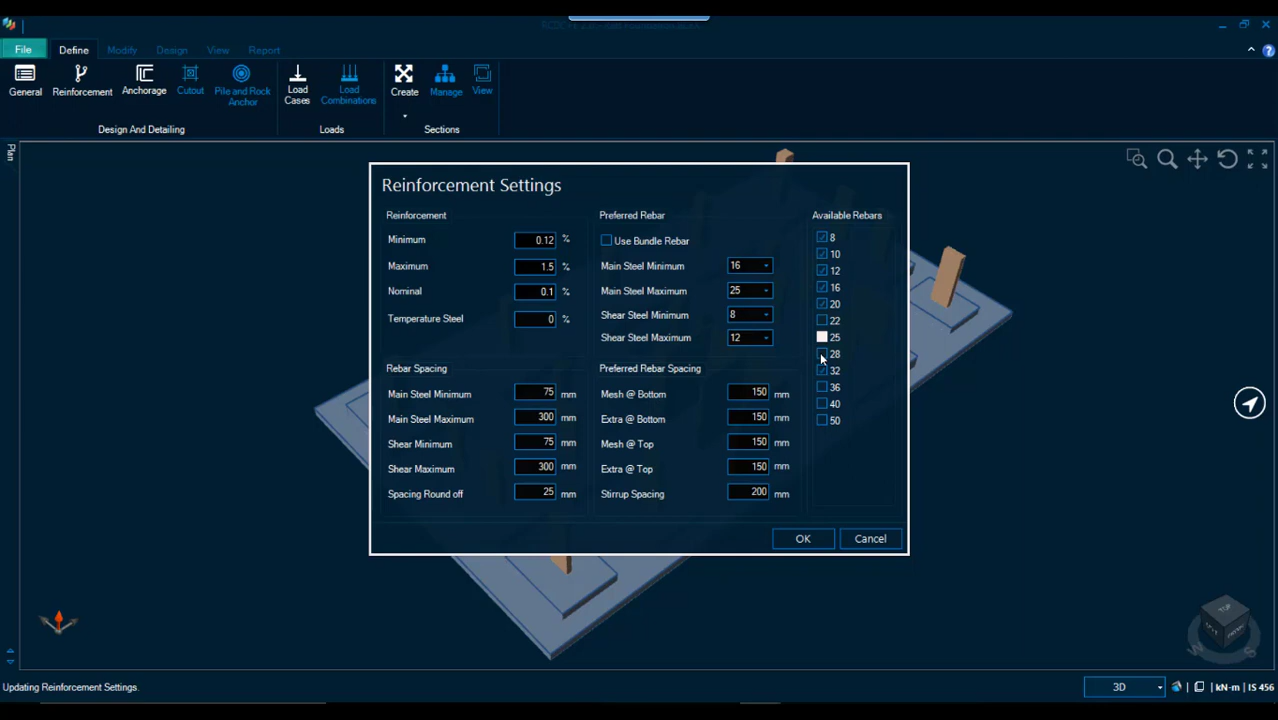 File
Define
Modify
Design
View
Report
General
Reinforcement
Anchorage
Cutout
Pile and Rock
Anchor
Load
Cases
Load
Combinations
Create
Manage
View
Design And Detailing
Loads
Sections
Plan
Reinforcement Settings
Reinforcement
Minimum 0.12 %
Maximum 1.5 %
Nominal 0.1 %
Temperature Steel 0 %
Rebar Spacing
Main Steel Minimum 75 mm
Main Steel Maximum 300 mm
Shear Minimum 75 mm
Shear Maximum 300 mm
Spacing Round off 25 mm
Preferred Rebar
Use Bundle Rebar
Main Steel Minimum 16
Main Steel Maximum 25
Shear Steel Minimum 8
Shear Steel Maximum 12
Preferred Rebar Spacing
Mesh @ Bottom 150 mm
Extra @ Bottom 150 mm
Mesh @ Top 150 mm
Extra @ Top 150 mm
Stirrup Spacing 200 mm
Available Rebars
8
10
12
16
20
22
25
28
32
36
40
50
OK
Cancel
TOP
W
S
Updating Reinforcement Settings.
3D
kN-m
IS 456